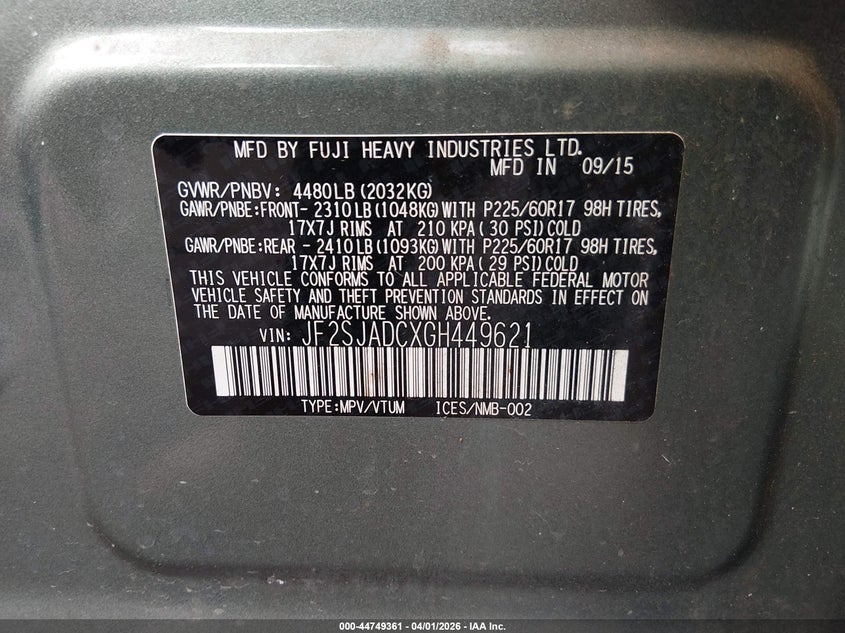 MFD BY FUJI HEAVY INDUSTRIES LTD.
MFD IN 09/15
GVWR/PNBV: 4480LB(2032KG)
GAWR/PNBE:FRONT- 2310LB(1048KG)WITH P225/60R17 98H TIRES,
17X7J RIMS AT 210 KPA( 30 PSI)COLD
GAWR/PNBE:REAR - 2410LB(1093KG)WITH P225/60R17 98H TIRES,
17X7J RIMS AT 200 KPA( 29 PSI)COLD
THIS VEHICLE CONFORMS TO ALL APPLICABLE FEDERAL MOTOR
VEHICLE SAFETY AND THEFT PREVENTION STANDARDS IN EFFECT ON
THE DATE OF MANUFACTURE SHOWN ABOVE.
VIN: JF2SJADCXGH449621
TYPE:MPV/VTUM ICES/NMB-002
000-44749361 - 04/01/2026 - IAA Inc.